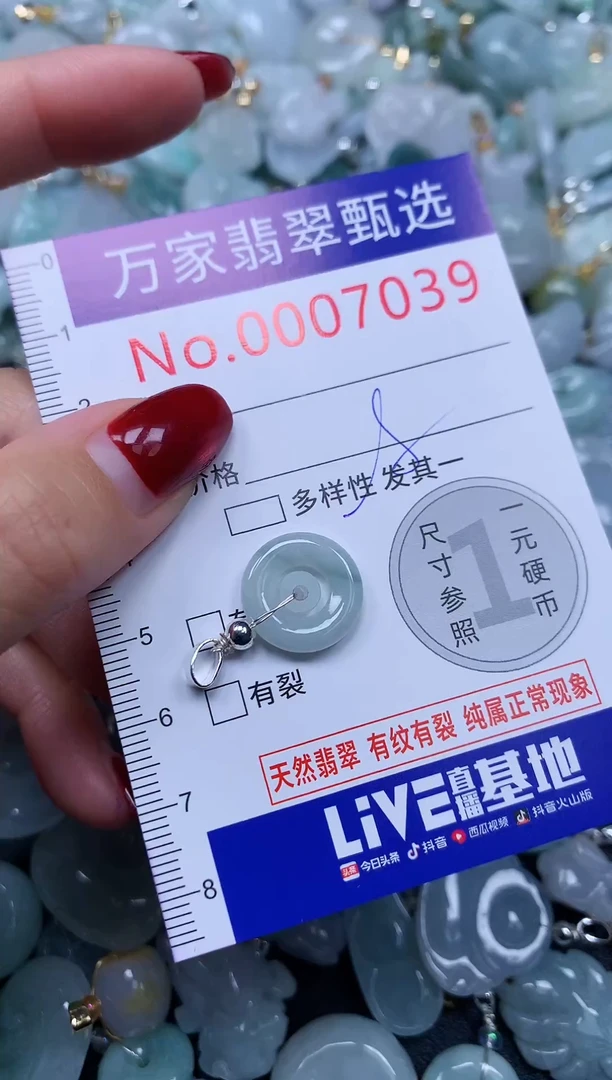 万家翡翠甄选
No.0007039
0
1
2
价格
多样性 发其一
尺寸参照
1
一元硬币
5
有裂
6
天然翡翠 有纹有裂 纯属正常现象
7
LiVE直播基地
头条 今日头条 抖音 西瓜视频 抖音火山版
8